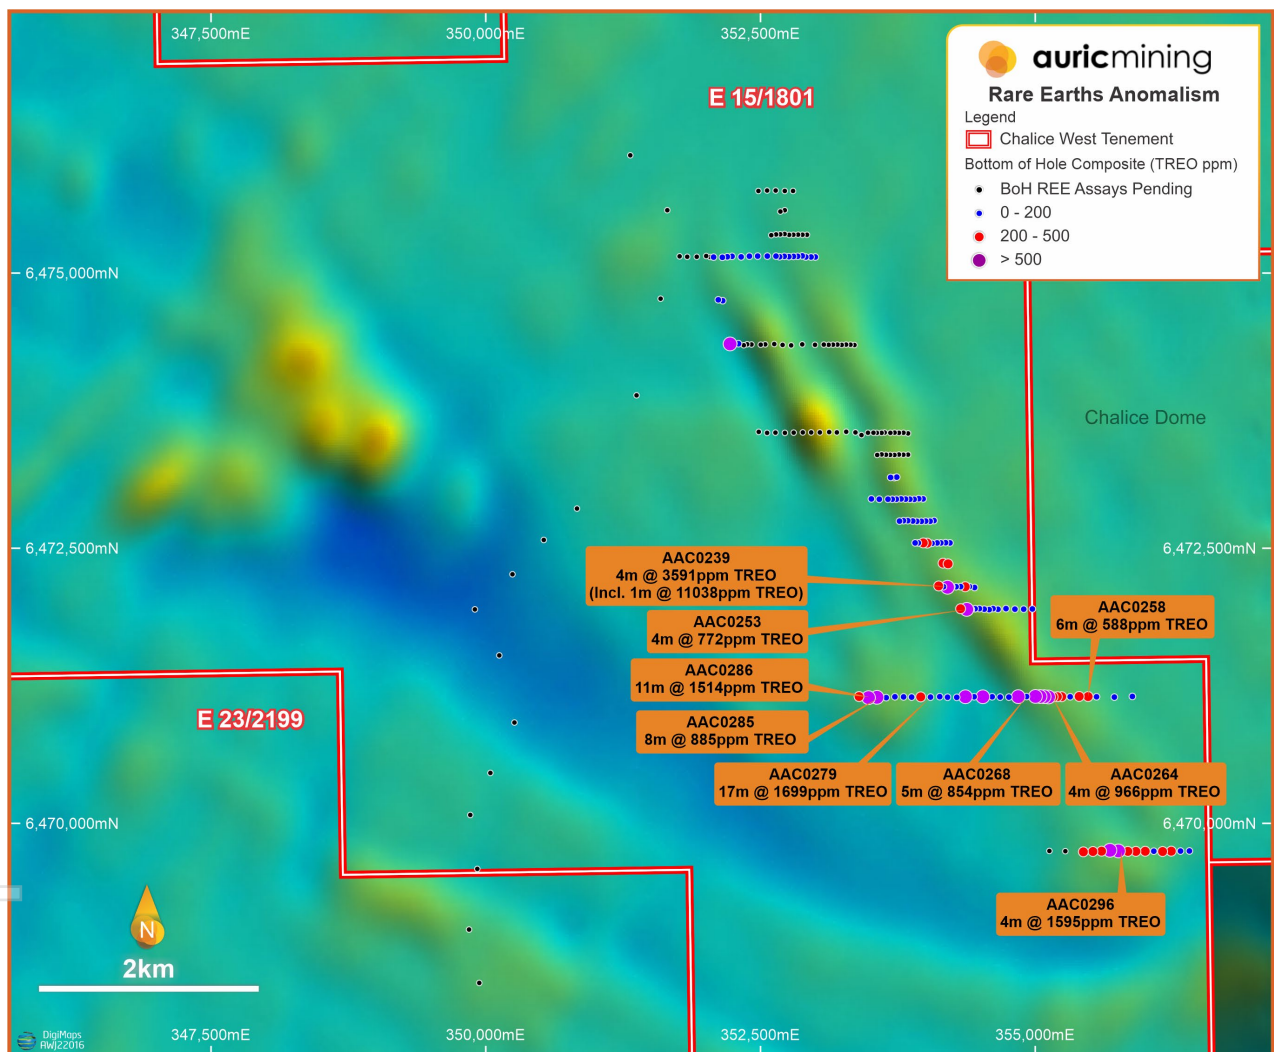 347,500mE
350,000mE
352,500mE
E 15/1801
auricmining
Rare Earths Anomalism
Legend
Chalice West Tenement
Bottom of Hole Composite (TREO ppm)
BoH REE Assays Pending
0 - 200
200 - 500
> 500
6,475,000mN
Chalice Dome
6,472,500mN
6,472,500mN
AAC0239
4m @ 3591ppm TREO
(Incl. 1m @ 11038ppm TREO)
AAC0253
4m @ 772ppm TREO
AAC0258
6m @ 588ppm TREO
AAC0286
11m @ 1514ppm TREO
AAC0285
8m @ 885ppm TREO
E 23/2199
AAC0279
17m @ 1699ppm TREO
AAC0268
5m @ 854ppm TREO
AAC0264
4m @ 966ppm TREO
6,470,000mN
6,470,000mN
AAC0296
4m @ 1595ppm TREO
N
2km
DigiMaps
AWJ22016
347,500mE
350,000mE
352,500mE
355,000mE